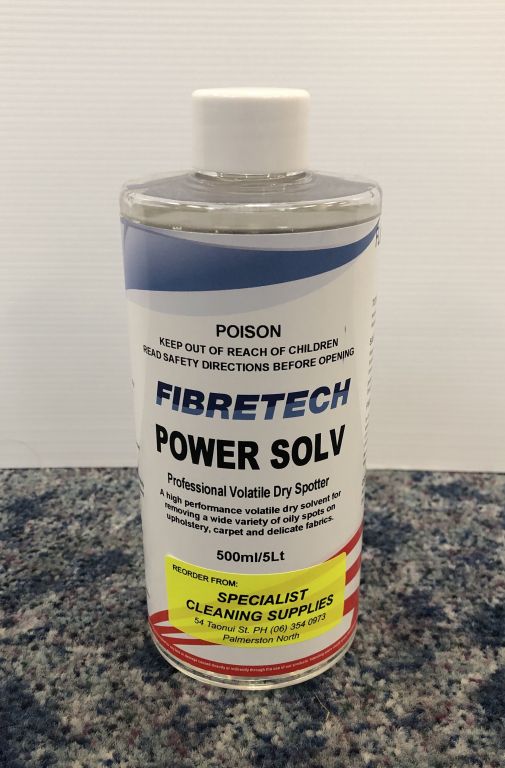 POISON
KEEP OUT OF REACH OF CHILDREN
READ SAFETY DIRECTIONS BEFORE OPENING
FIBRETECH
POWER SOLV
Professional Volatile Dry Spotter
A high performance volatile dry solvent for
removing a wide variety of oily spots on
upholstery, carpet and delicate fabrics.
500ml/5Lt
REORDER FROM:
SPECIALIST
CLEANING SUPPLIES
54 Taonui St. PH (06) 354 0973
Palmerston North